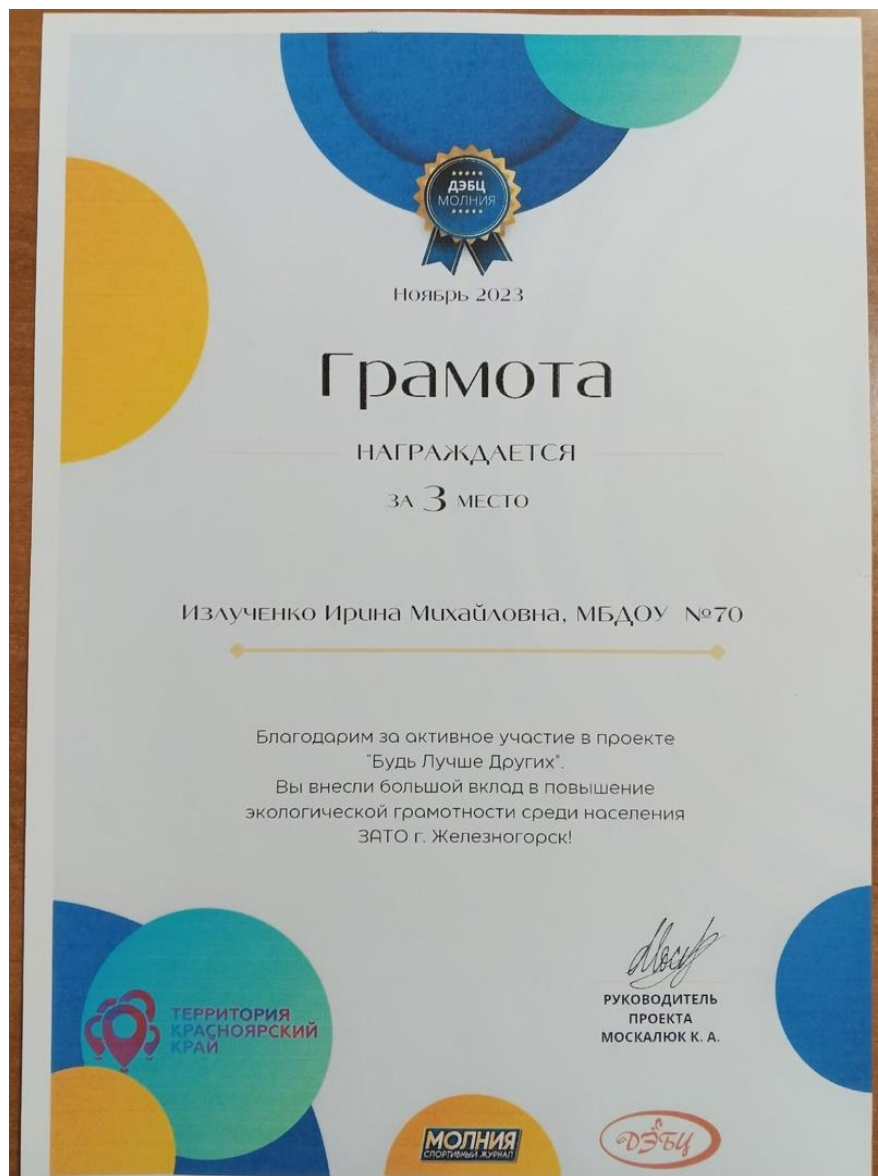 ДЭБЦ
МОЛНИЯ
Ноябрь 2023
Грамота
НАГРАЖДАЕТСЯ
ЗА 3 МЕСТО
Излученко Ирина Михайловна, МБДОУ №70
Благодарим за активное участие в проекте
"Будь Лучше Других".
Вы внесли большой вклад в повышение
экологической грамотности среди населения
ЗАТО г. Железногорск!
РУКОВОДИТЕЛЬ
ПРОЕКТА
МОСКАЛЮК К. А.
ТЕРРИТОРИЯ
КРАСНОЯРСКИЙ
КРАЙ
МОЛНИЯ
СПОРТИВНЫЙ ЖУРНАЛ
ДЭБЦ